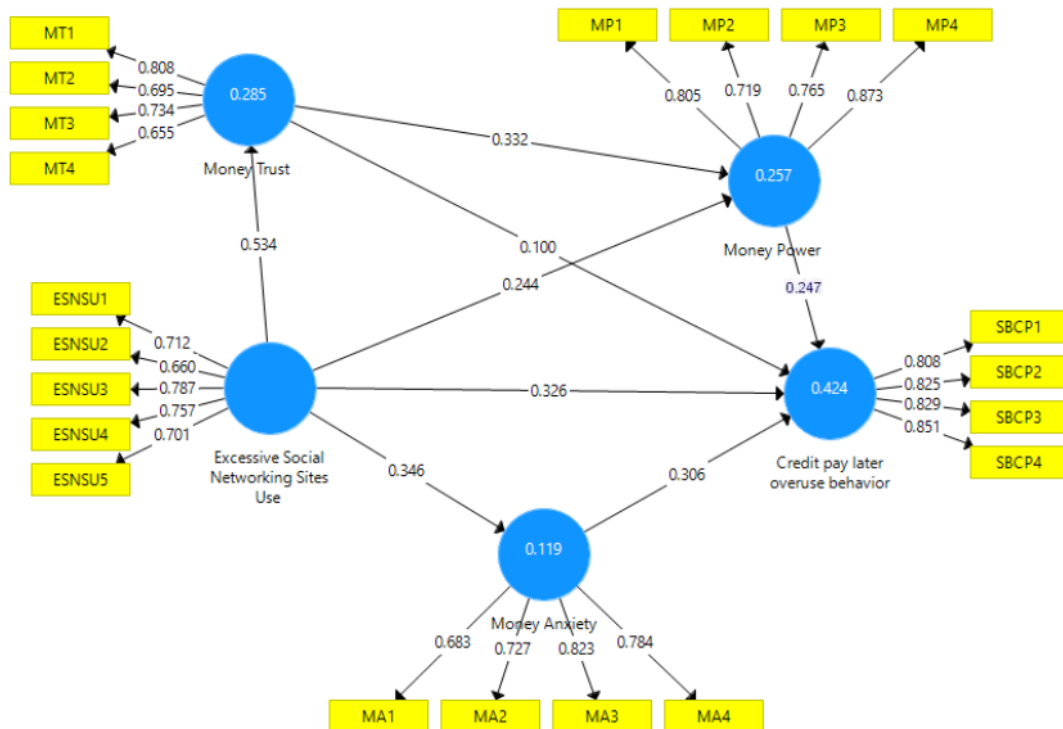 MP1
MP2
MP3
MP4
MT1
MT2
MT3
MT4
0.808
0.695
0.734
0.655
0.285
Money Trust
0.805
0.719
0.765
0.873
0.332
0.257
Money Power
0.534
0.100
0.244
0.247
ESNSU1
ESNSU2
ESNSU3
ESNSU4
ESNSU5
0.712
0.660
0.787
0.757
0.701
Excessive Social
Networking Sites
Use
0.326
0.346
0.306
0.424
Credit pay later
overuse behavior
0.808
0.825
0.829
0.851
SBCP1
SBCP2
SBCP3
SBCP4
0.119
Money Anxiety
0.683
0.727
0.823
0.784
MA1
MA2
MA3
MA4